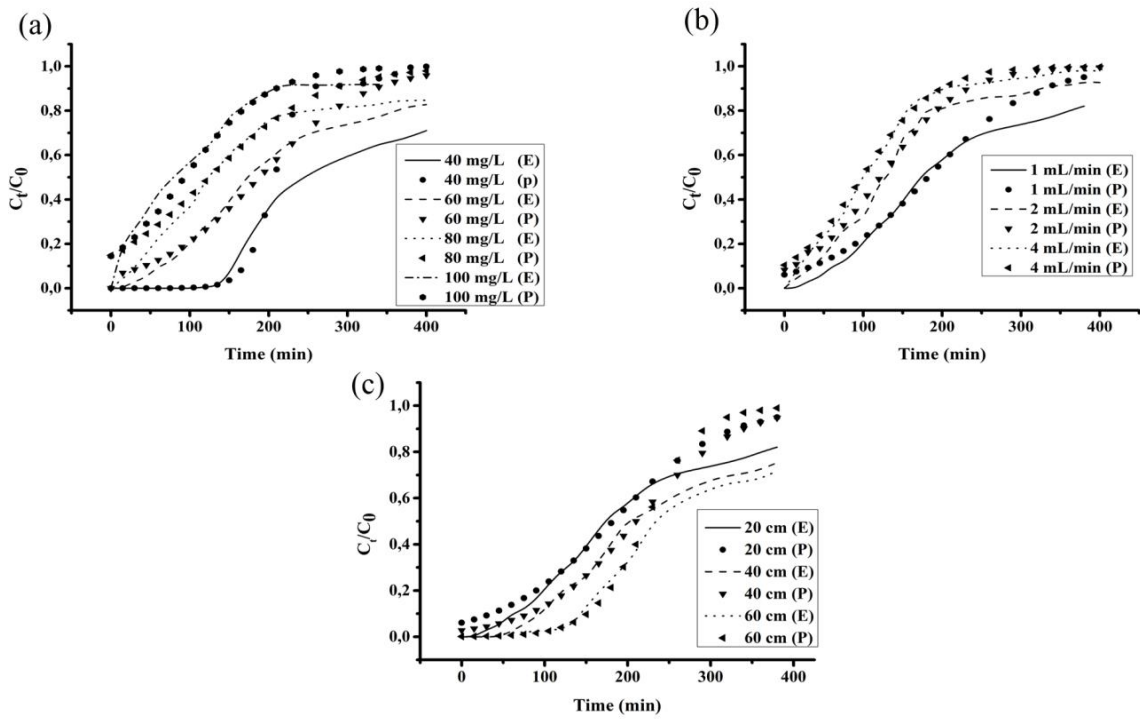 (a)
Ct/C0
1,0
0,8
0,6
0,4
0,2
0,0
0
100
200
300
400
Time (min)
40 mg/L (E)
40 mg/L (p)
60 mg/L (E)
60 mg/L (P)
80 mg/L (E)
80 mg/L (P)
100 mg/L (E)
100 mg/L (P)
(b)
Ct/C0
1,0
0,8
0,6
0,4
0,2
0,0
0
100
200
300
400
Time (min)
1 mL/min (E)
1 mL/min (P)
2 mL/min (E)
2 mL/min (P)
4 mL/min (E)
4 mL/min (P)
(c)
Ct/C0
1,0
0,8
0,6
0,4
0,2
0,0
0
100
200
300
400
Time (min)
20 cm (E)
20 cm (P)
40 cm (E)
40 cm (P)
60 cm (E)
60 cm (P)